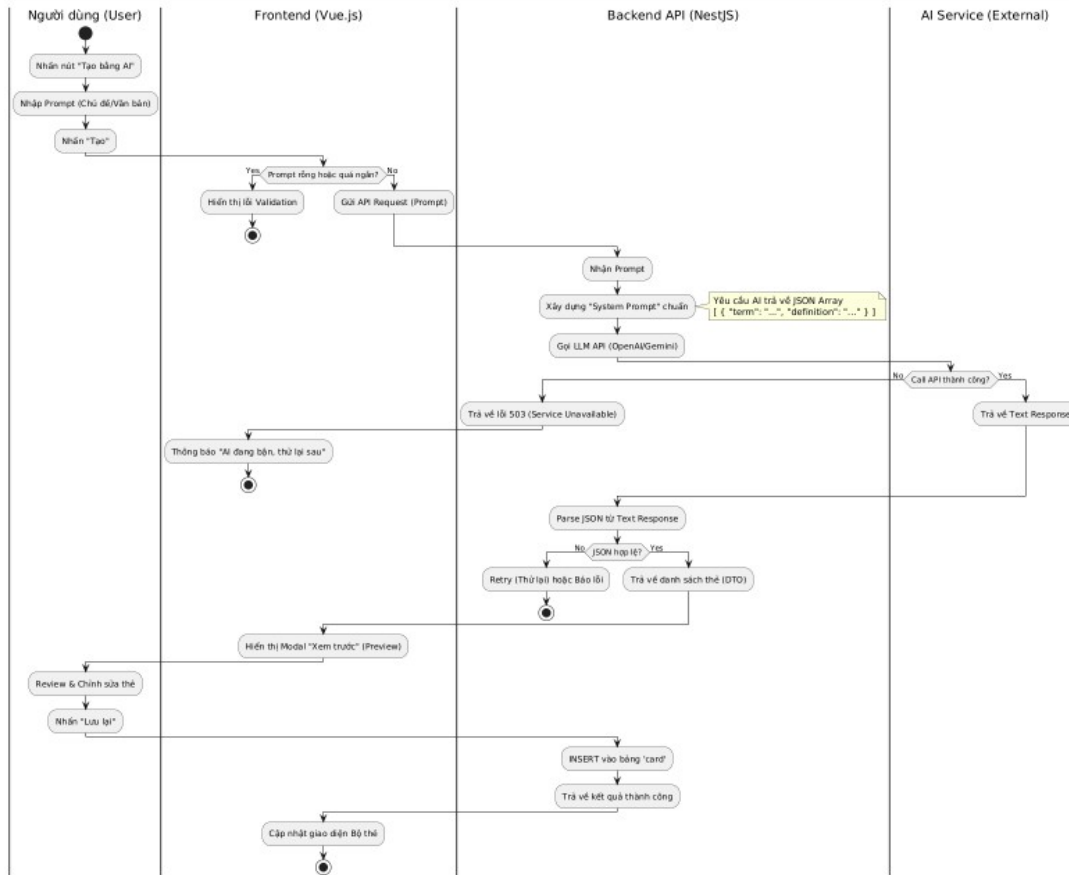 Người dùng (User)
Frontend (Vue.js)
Backend API (NestJS)
AI Service (External)
Nhấn nút "Tạo bằng AI"
Nhập Prompt (Chủ đề/Văn bản)
Nhấn "Tạo"
Yes
Prompt rỗng hoặc quá ngắn?
No
Hiển thị lỗi Validation
Gửi API Request (Prompt)
Nhận Prompt
Xây dựng "System Prompt" chuẩn
Yêu cầu AI trả về JSON Array
[ { "term": "...", "definition": "..." } ]
Gọi LLM API (OpenAI/Gemini)
No
Call API thành công?
Yes
Trả về lỗi 503 (Service Unavailable)
Trả về Text Response
Thông báo "AI đang bận, thử lại sau"
Parse JSON từ Text Response
No
JSON hợp lệ?
Yes
Retry (Thử lại) hoặc Báo lỗi
Trả về danh sách thẻ (DTO)
Hiển thị Modal "Xem trước" (Preview)
Review & Chỉnh sửa thẻ
Nhấn "Lưu lại"
INSERT vào bảng 'card'
Trả về kết quả thành công
Cập nhật giao diện Bộ thẻ